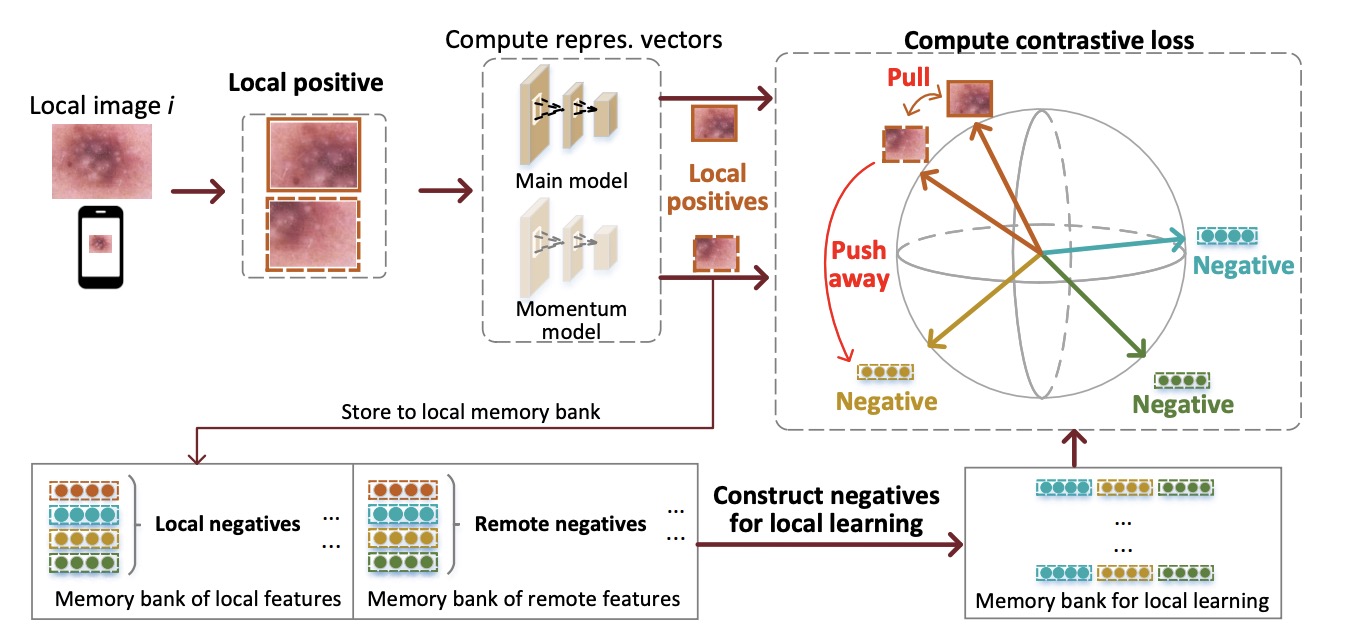 Local image i
Local positive
Compute repres. vectors
Main model
Momentum
model
Local
positives
Compute contrastive loss
Pull
Push
away
Negative
Negative
Negative
Store to local memory bank
Local negatives
...
...
Memory bank of local features
Remote negatives
...
...
Memory bank of remote features
Construct negatives
for local learning
...
...
Memory bank for local learning